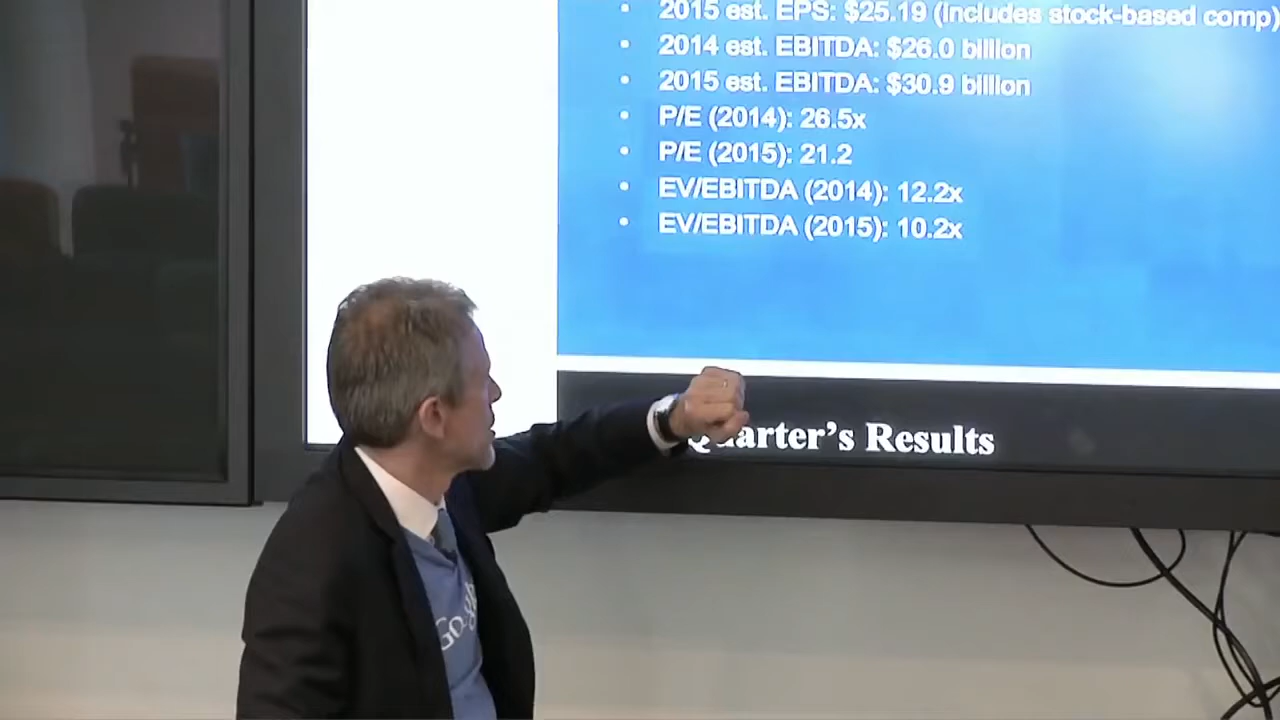 • 2015 est. EPS: $25.19 (includes stock-based comp)
• 2014 est. EBITDA: $26.0 billion
• 2015 est. EBITDA: $30.9 billion
• P/E (2014): 26.5x
• P/E (2015): 21.2
• EV/EBITDA (2014): 12.2x
• EV/EBITDA (2015): 10.2x
Quarter’s Results
Google